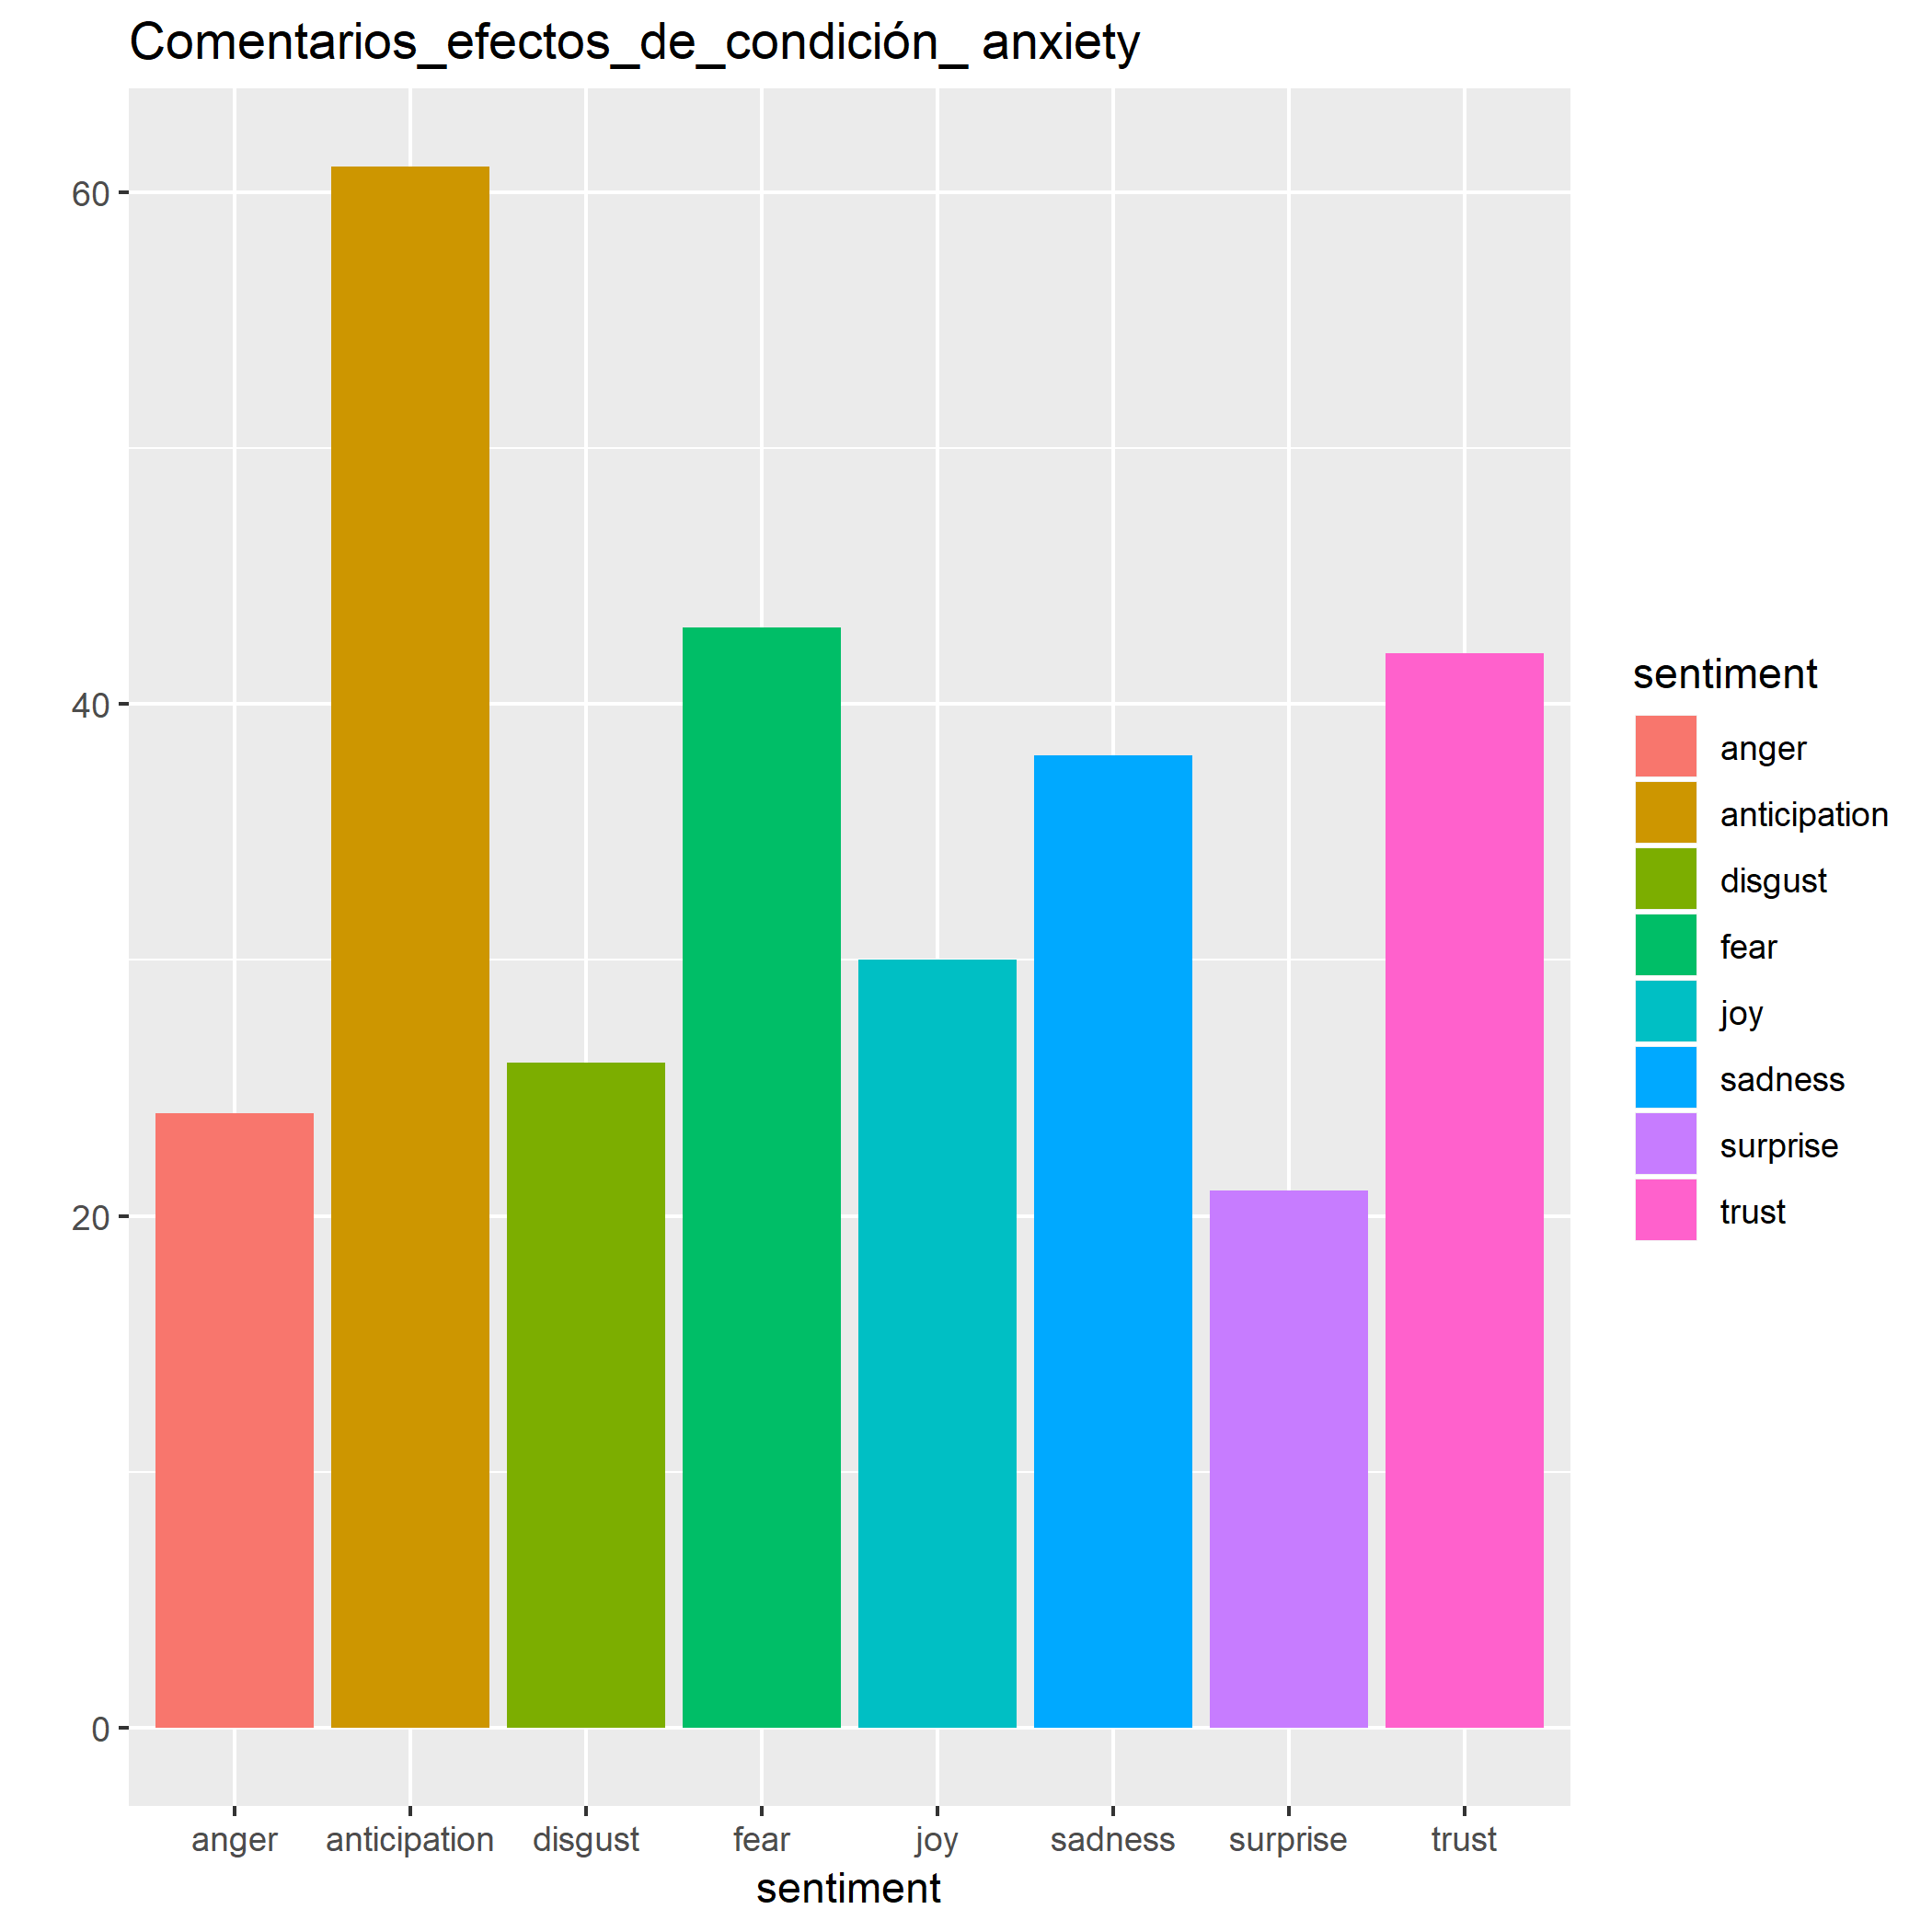 Comentarios_efectos_de_condición_ anxiety
60
40
20
0
anger anticipation disgust fear joy sadness surprise trust
sentiment
sentiment
anger
anticipation
disgust
fear
joy
sadness
surprise
trust